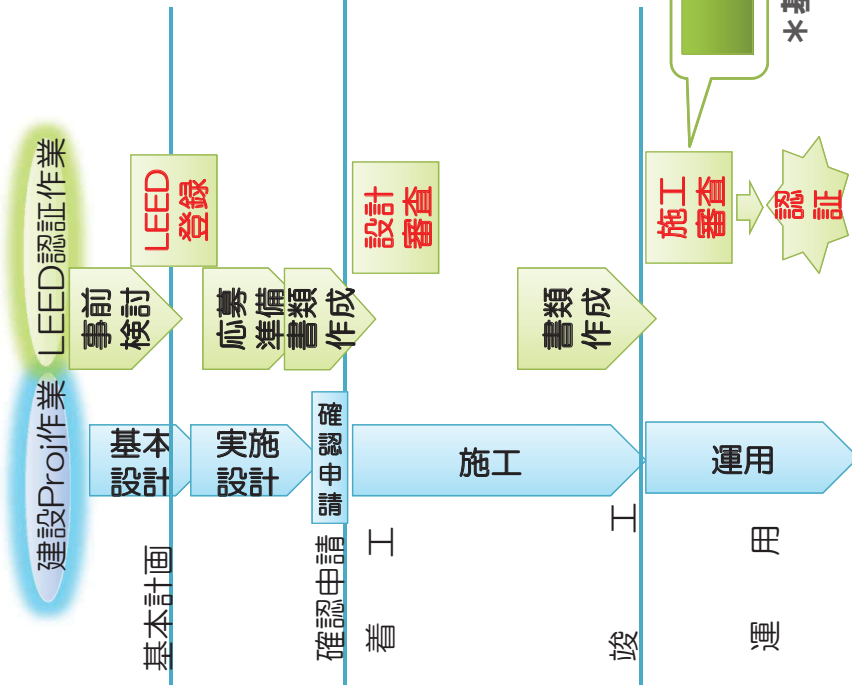 建設Proj作業
LEED認証作業
基本計画
確認申請
着工
竣工
運用
基本
設計
実施
設計
確認申請
施工
運用
事前
検討
LEED
登録
応募
準備
書類
作成
設計
審査
書類
作成
施工
審査
認証
＊基